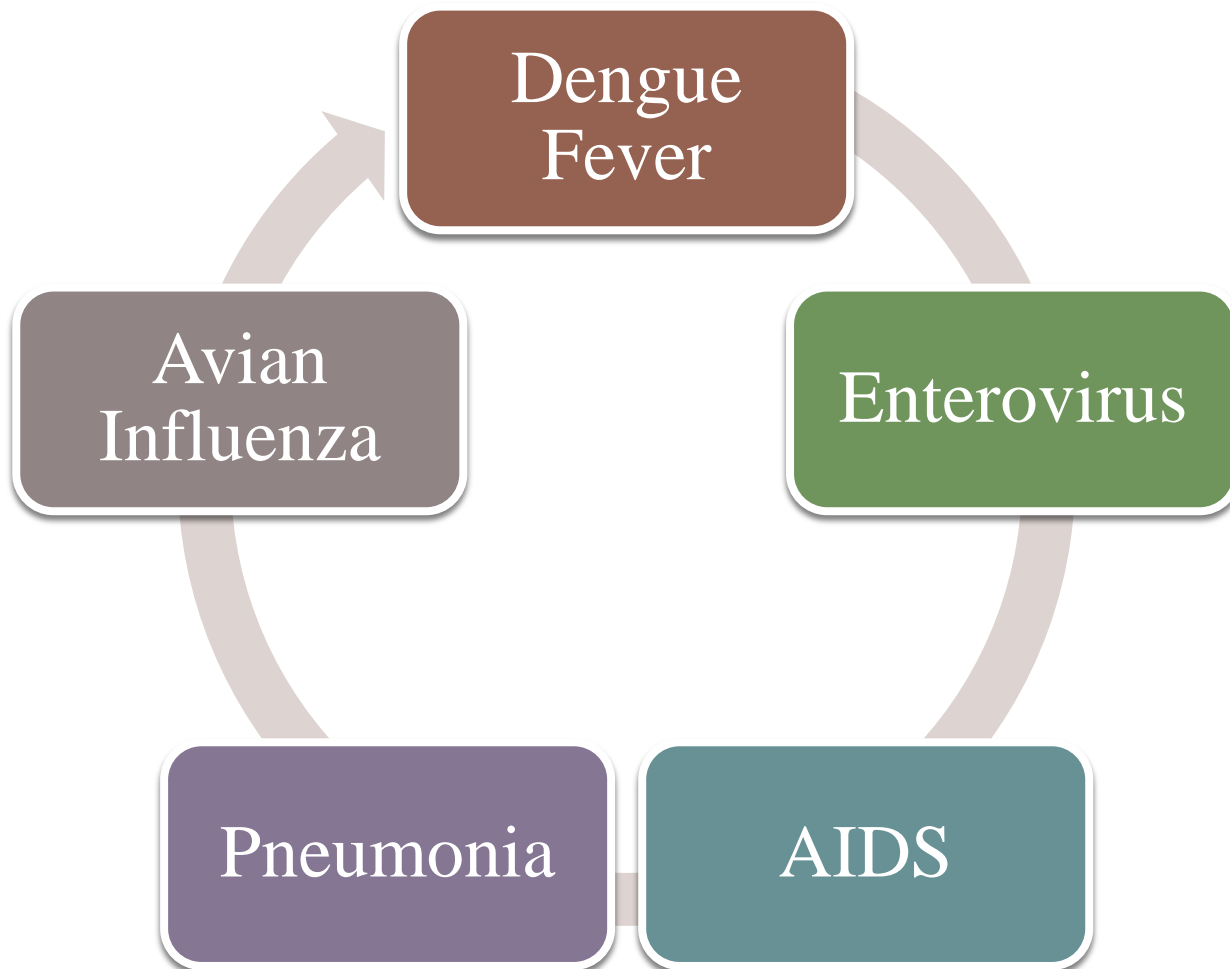 Dengue
Fever
Enterovirus
AIDS
Pneumonia
Avian
Influenza